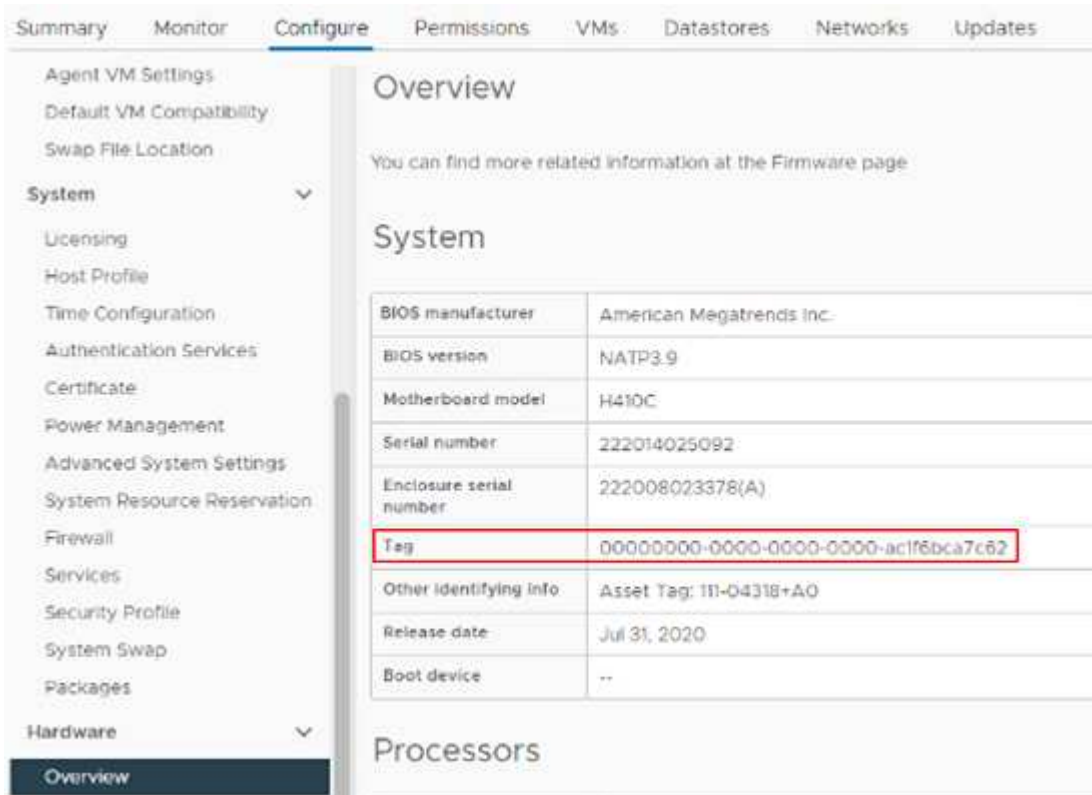 Summary Monitor Configure Permissions VMs Datastores Networks Updates
Agent VM Settings
Default VM Compatibility
Swap File Location
System
Licensing
Host Profile
Time Configuration
Authentication Services
Certificate
Power Management
Advanced System Settings
System Resource Reservation
Firewall
Services
Security Profile
System Swap
Packages
Hardware
Overview
Overview
You can find more related information at the Firmware page
System
BIOS manufacturer American Megatrends Inc.
BIOS version NATP3.9
Motherboard model H410C
Serial number 222014025092
Enclosure serial
number 222008023378(A)
Tag 00000000-0000-0000-0000-ac1f6bca7c62
Other identifying info Asset Tag: 111-04318+A0
Release date Jul 31, 2020
Boot device --
Processors